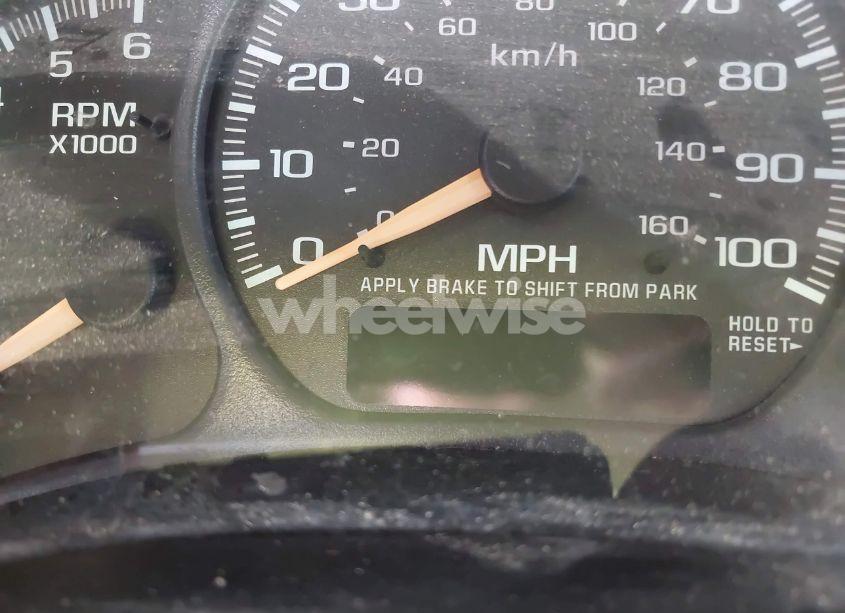 5 6
RPM
X1000
0 10 20 70 80 90 100
0 20 40 60 80 100 120 140 160
km/h
MPH
APPLY BRAKE TO SHIFT FROM PARK
wheelwise
HOLD TO
RESET